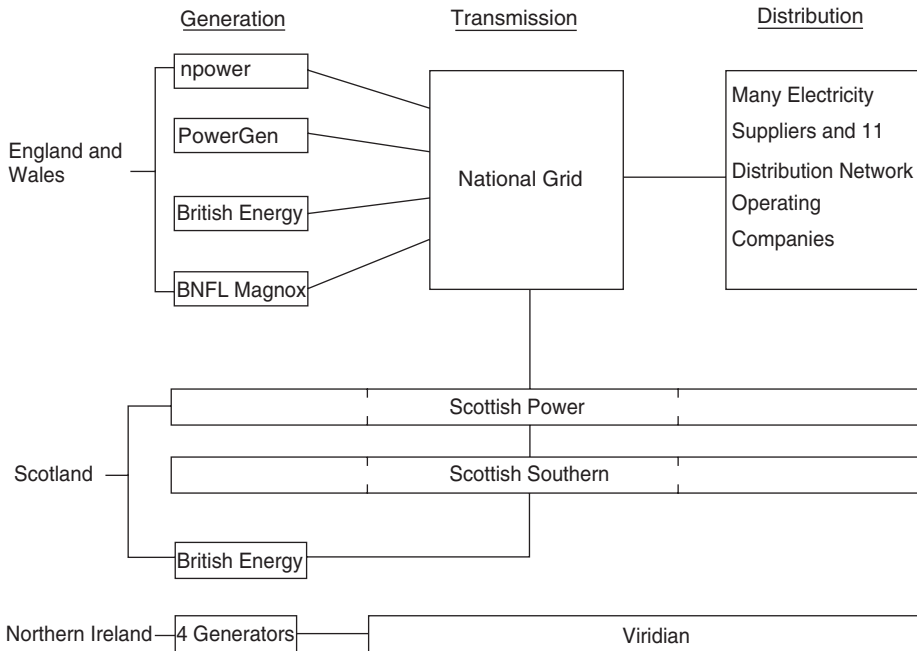 Generation
Transmission
Distribution
npower
PowerGen
British Energy
BNFL Magnox
England and
Wales
National Grid
Many Electricity
Suppliers and 11
Distribution Network
Operating
Companies
Scotland
Scottish Power
Scottish Southern
British Energy
Northern Ireland
4 Generators
Viridian